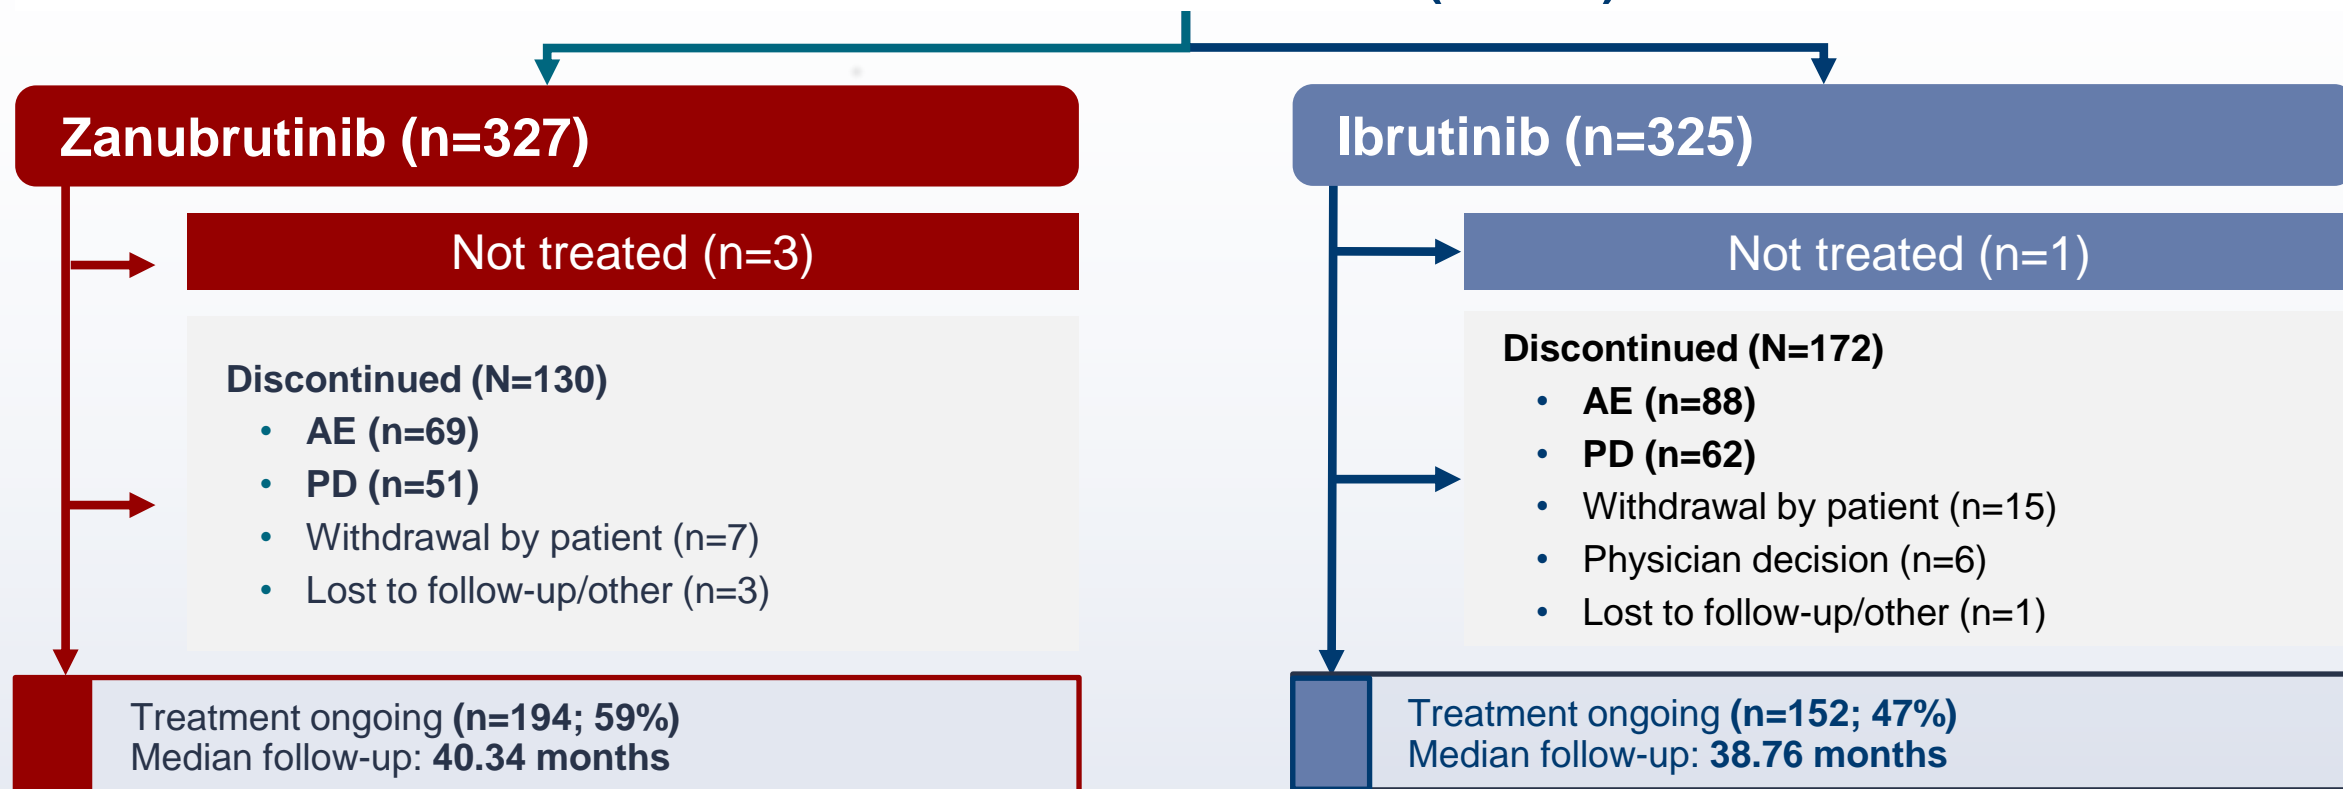 Zanubrutinib (n=327)
Not treated (n=3)
Discontinued (N=130)
• AE (n=69)
• PD (n=51)
• Withdrawal by patient (n=7)
• Lost to follow-up/other (n=3)
Treatment ongoing (n=194; 59%)
Median follow-up: 40.34 months
Ibrutinib (n=325)
Not treated (n=1)
Discontinued (N=172)
• AE (n=88)
• PD (n=62)
• Withdrawal by patient (n=15)
• Physician decision (n=6)
• Lost to follow-up/other (n=1)
Treatment ongoing (n=152; 47%)
Median follow-up: 38.76 months